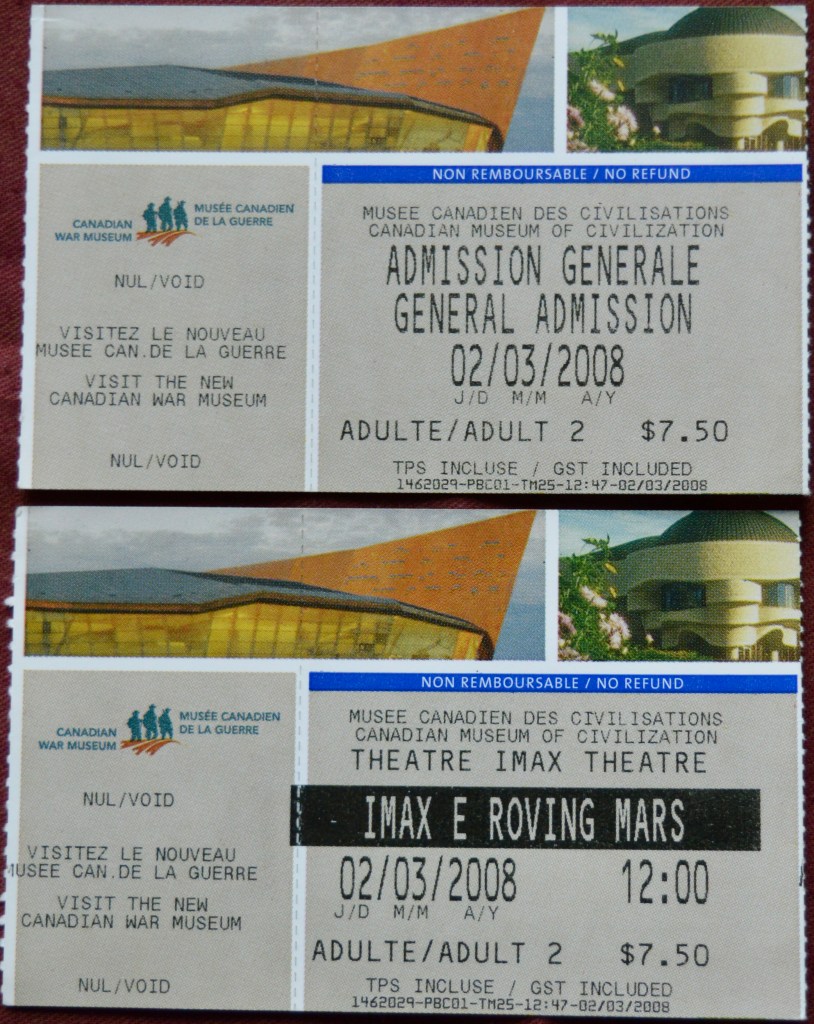 NON REMBOURSABLE / NO REFUND
CANADIAN
WAR MUSEUM
MUSÉE CANADIEN
DE LA GUERRE
NUL/VOID
VISITEZ LE NOUVEAU
MUSEE CAN.DE LA GUERRE
VISIT THE NEW
CANADIAN WAR MUSEUM
NUL/VOID
MUSEE CANADIEN DES CIVILISATIONS
CANADIAN MUSEUM OF CIVILIZATION
ADMISSION GENERALE
GENERAL ADMISSION
02/03/2008
J/D M/M A/Y
ADULTE/ADULT 2 $7.50
TPS INCLUSE / GST INCLUDED
1462029-PBC01-TM25-12:47-02/03/2008
NON REMBOURSABLE / NO REFUND
CANADIAN
WAR MUSEUM
MUSÉE CANADIEN
DE LA GUERRE
NUL/VOID
VISITEZ LE NOUVEAU
MUSEE CAN.DE LA GUERRE
VISIT THE NEW
CANADIAN WAR MUSEUM
NUL/VOID
MUSEE CANADIEN DES CIVILISATIONS
CANADIAN MUSEUM OF CIVILIZATION
THEATRE IMAX THEATRE
IMAX E ROVING MARS
02/03/2008 12:00
J/D M/M A/Y
ADULTE/ADULT 2 $7.50
TPS INCLUSE / GST INCLUDED
1462029-PBC01-TM25-12:47-02/03/2008